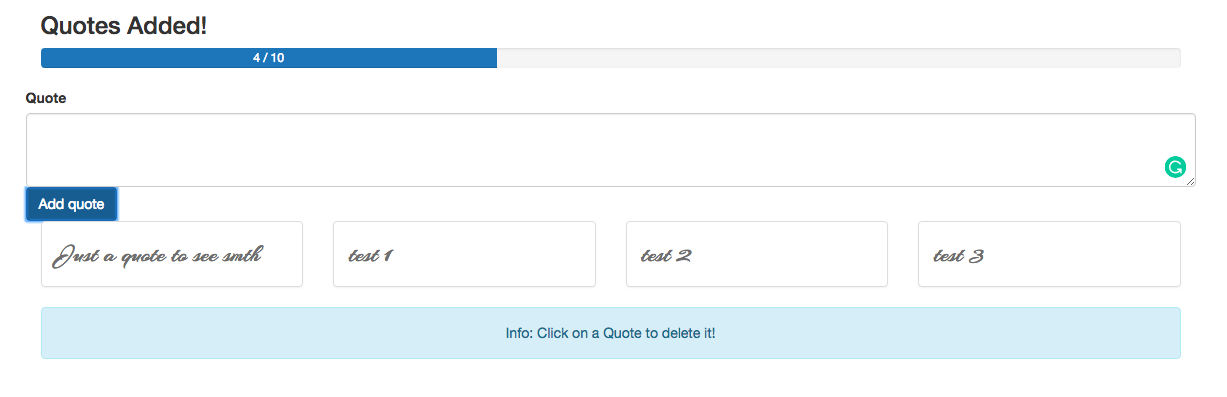 Quotes Added!
4 / 10
Quote
Add quote
Just a quote to see smth
test 1
test 2
test 3
Info: Click on a Quote to delete it!